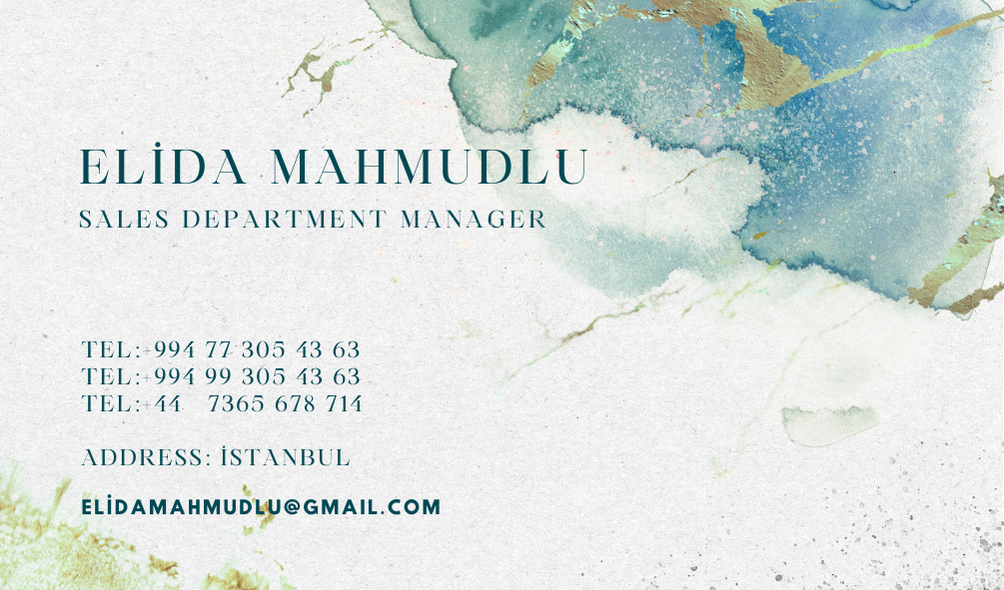 ELİDA MAHMUDLU
SALES DEPARTMENT MANAGER
TEL:+994 77 305 43 63
TEL:+994 99 305 43 63
TEL:+44 7365 678 714
ADDRESS: İSTANBUL
ELİDAMAHMUDLU@GMAIL.COM